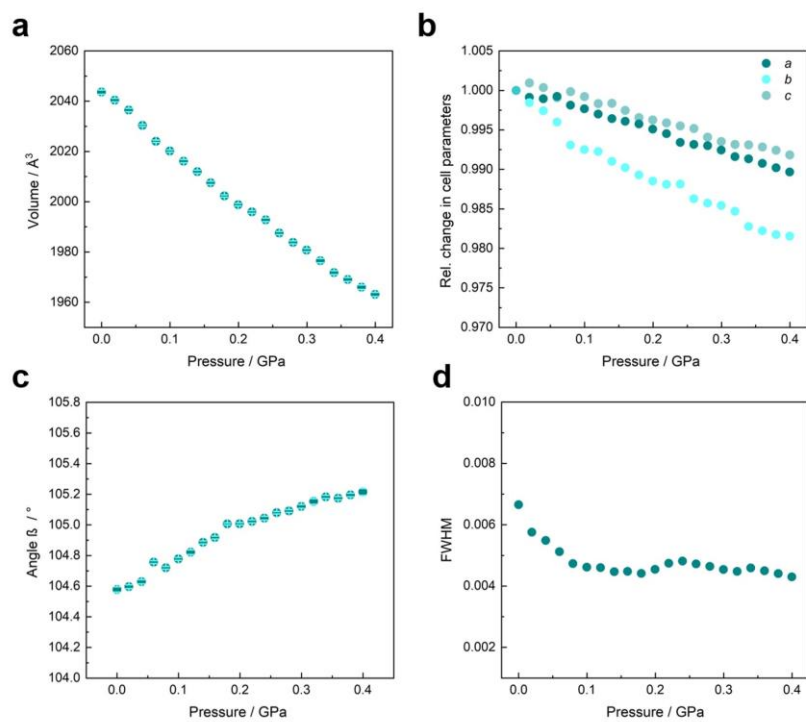 a
2060
2040
2020
2000
1980
1960
Volume / Å³
0.0 0.1 0.2 0.3 0.4
Pressure / GPa
b
1.005
1.000
0.995
0.990
0.985
0.980
0.975
0.970
Rel. change in cell parameters
a
b
c
0.0 0.1 0.2 0.3 0.4
Pressure / GPa
c
105.8
105.6
105.4
105.2
105.0
104.8
104.6
104.4
104.2
104.0
Angle ß / °
0.0 0.1 0.2 0.3 0.4
Pressure / GPa
d
0.010
0.008
0.006
0.004
0.002
FWHM
0.0 0.1 0.2 0.3 0.4
Pressure / GPa